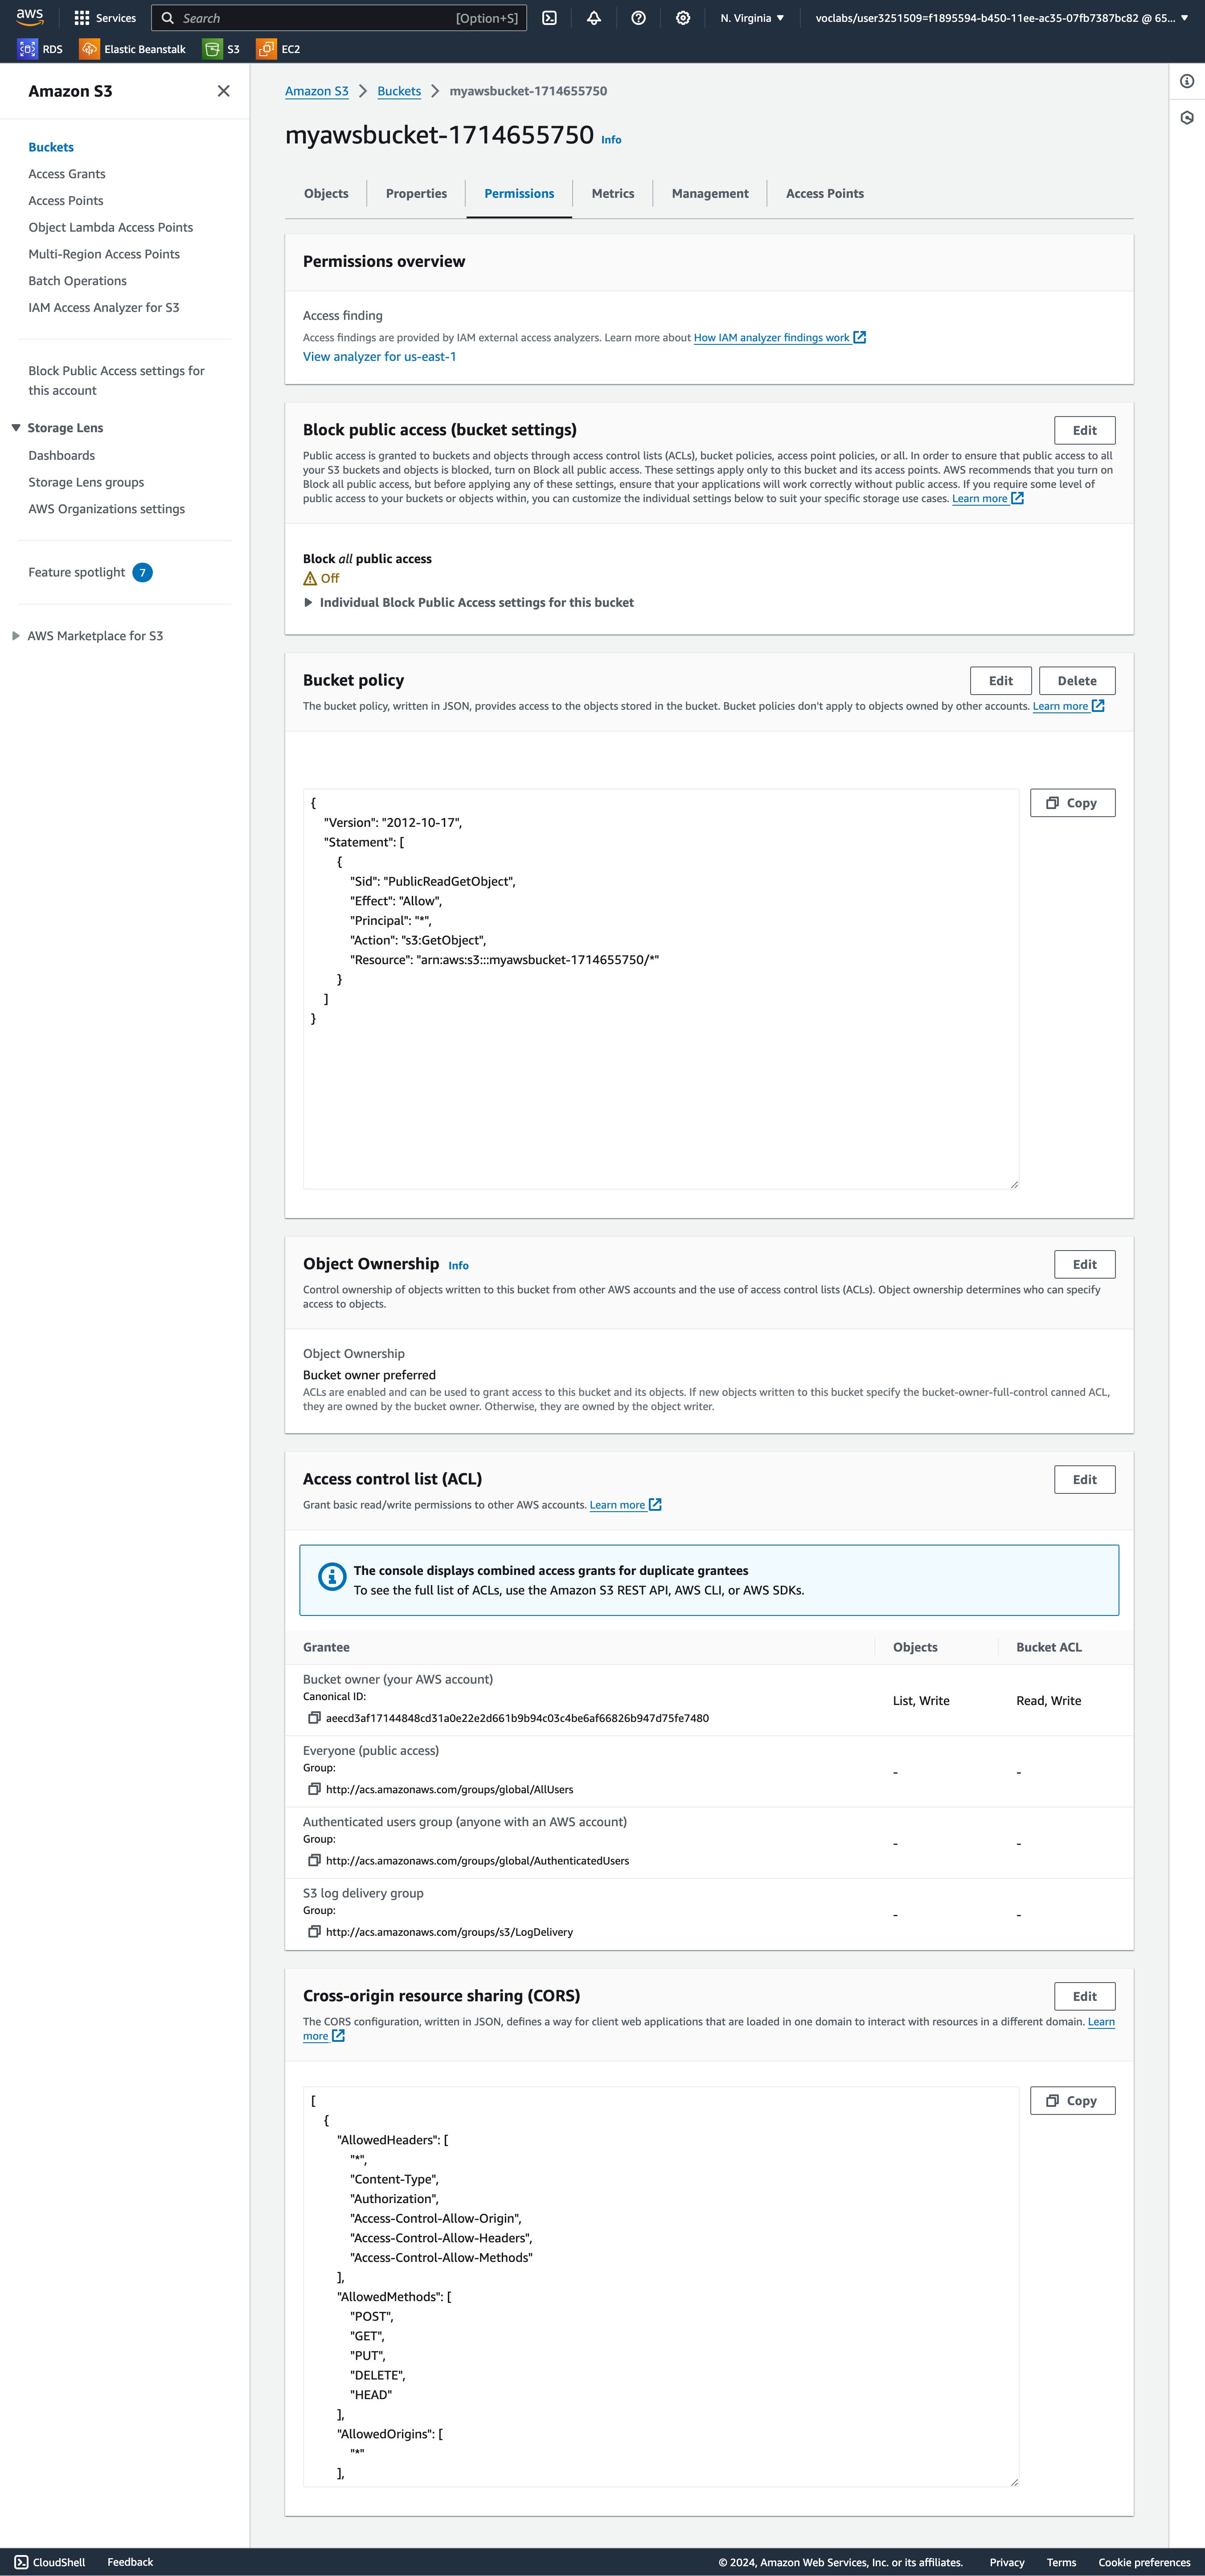 aws
Services
Search [Option+S]
N. Virginia
voclabs/user3251509=f1895594-b450-11ee-ac35-07fb7387bc82 @ 65...
RDS
Elastic Beanstalk
S3
EC2
Amazon S3
Buckets
Access Grants
Access Points
Object Lambda Access Points
Multi-Region Access Points
Batch Operations
IAM Access Analyzer for S3
Block Public Access settings for
this account
Storage Lens
Dashboards
Storage Lens groups
AWS Organizations settings
Feature spotlight 7
AWS Marketplace for S3
Amazon S3 > Buckets > myawsbucket-1714655750
myawsbucket-1714655750 Info
Objects
Properties
Permissions
Metrics
Management
Access Points
Permissions overview
Access finding
Access findings are provided by IAM external access analyzers. Learn more about How IAM analyzer findings work
View analyzer for us-east-1
Block public access (bucket settings)
Edit
Public access is granted to buckets and objects through access control lists (ACLs), bucket policies, access point policies, or all. In order to ensure that public access to all
your S3 buckets and objects is blocked, turn on Block all public access. These settings apply only to this bucket and its access points. AWS recommends that you turn on
Block all public access, but before applying any of these settings, ensure that your applications will work correctly without public access. If you require some level of
public access to your buckets or objects within, you can customize the individual settings below to suit your specific storage use cases. Learn more
Block all public access
Off
Individual Block Public Access settings for this bucket
Bucket policy
Edit
Delete
The bucket policy, written in JSON, provides access to the objects stored in the bucket. Bucket policies don't apply to objects owned by other accounts. Learn more
Copy
{
"Version": "2012-10-17",
"Statement": [
{
"Sid": "PublicReadGetObject",
"Effect": "Allow",
"Principal": "*",
"Action": "s3:GetObject",
"Resource": "arn:aws:s3:::myawsbucket-1714655750/*"
}
]
}
Object Ownership Info
Edit
Control ownership of objects written to this bucket from other AWS accounts and the use of access control lists (ACLs). Object ownership determines who can specify
access to objects.
Object Ownership
Bucket owner preferred
ACLs are enabled and can be used to grant access to this bucket and its objects. If new objects written to this bucket specify the bucket-owner-full-control canned ACL,
they are owned by the bucket owner. Otherwise, they are owned by the object writer.
Access control list (ACL)
Edit
Grant basic read/write permissions to other AWS accounts. Learn more
The console displays combined access grants for duplicate grantees
To see the full list of ACLs, use the Amazon S3 REST API, AWS CLI, or AWS SDKs.
Grantee Objects Bucket ACL
Bucket owner (your AWS account)
Canonical ID:
aeecd3af17144848cd31a0e22e2d661b9b94c03c4be6af66826b947d75fe7480
List, Write Read, Write
Everyone (public access)
Group:
http://acs.amazonaws.com/groups/global/AllUsers
- -
Authenticated users group (anyone with an AWS account)
Group:
http://acs.amazonaws.com/groups/global/AuthenticatedUsers
- -
S3 log delivery group
Group:
http://acs.amazonaws.com/groups/s3/LogDelivery
- -
Cross-origin resource sharing (CORS)
Edit
The CORS configuration, written in JSON, defines a way for client web applications that are loaded in one domain to interact with resources in a different domain. Learn
more
Copy
[
{
"AllowedHeaders": [
"*",
"Content-Type",
"Authorization",
"Access-Control-Allow-Origin",
"Access-Control-Allow-Headers",
"Access-Control-Allow-Methods"
],
"AllowedMethods": [
"POST",
"GET",
"PUT",
"DELETE",
"HEAD"
],
"AllowedOrigins": [
"*"
],
CloudShell
Feedback
© 2024, Amazon Web Services, Inc. or its affiliates.
Privacy
Terms
Cookie preferences